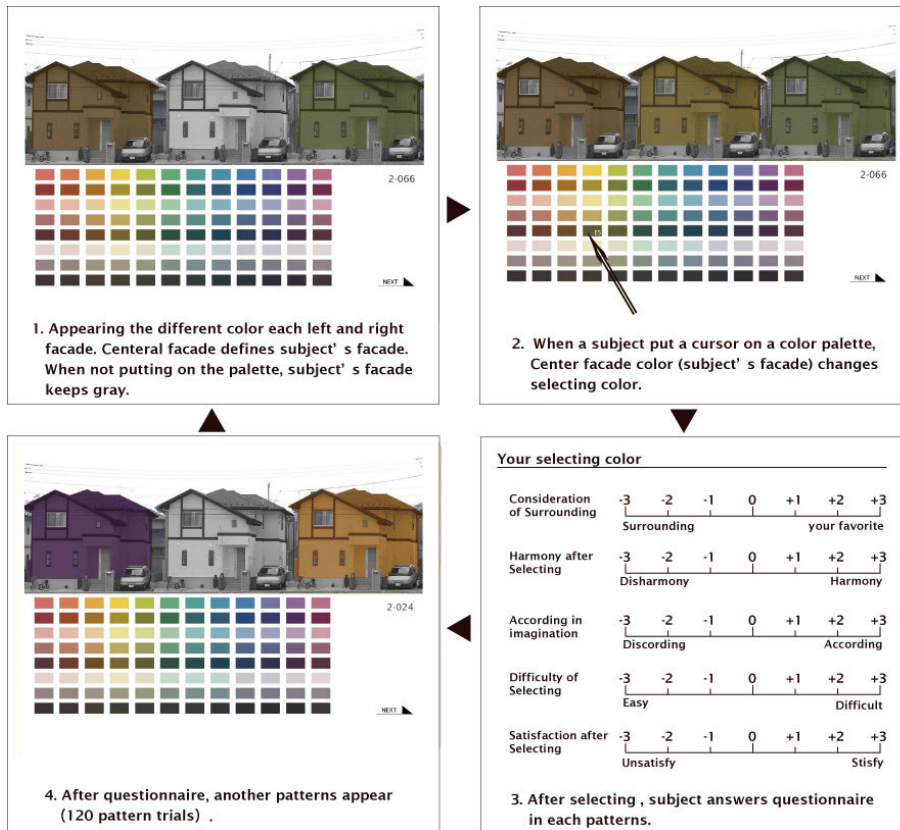 2-066
NEXT
1. Appearing the different color each left and right
facade. Centeral facade defines subject' s facade.
When not putting on the palette, subject' s facade
keeps gray.
2-066
E5
NEXT
2. When a subject put a cursor on a color palette,
Center facade color (subject' s facade) changes
selecting color.
Your selecting color
Consideration
of Surrounding
-3 -2 -1 0 +1 +2 +3
Surrounding your favorite
Harmony after
Selecting
-3 -2 -1 0 +1 +2 +3
Disharmony Harmony
According in
imagination
-3 -2 -1 0 +1 +2 +3
Discording According
Difficulty of
Selecting
-3 -2 -1 0 +1 +2 +3
Easy Difficult
Satisfaction after
Selecting
-3 -2 -1 0 +1 +2 +3
Unsatisfy Stisfy
3. After selecting , subject answers questionnaire
in each patterns.
2-024
NEXT
4. After questionnaire, another patterns appear
(120 pattern trials) .